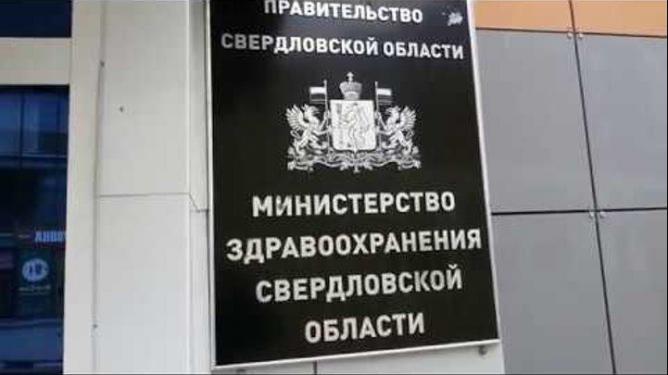 ПРАВИТЕЛЬСТВО
СВЕРДЛОВСКОЙ ОБЛАСТИ
МИНИСТЕРСТВО
ЗДРАВООХРАНЕНИЯ
СВЕРДЛОВСКОЙ
ОБЛАСТИ